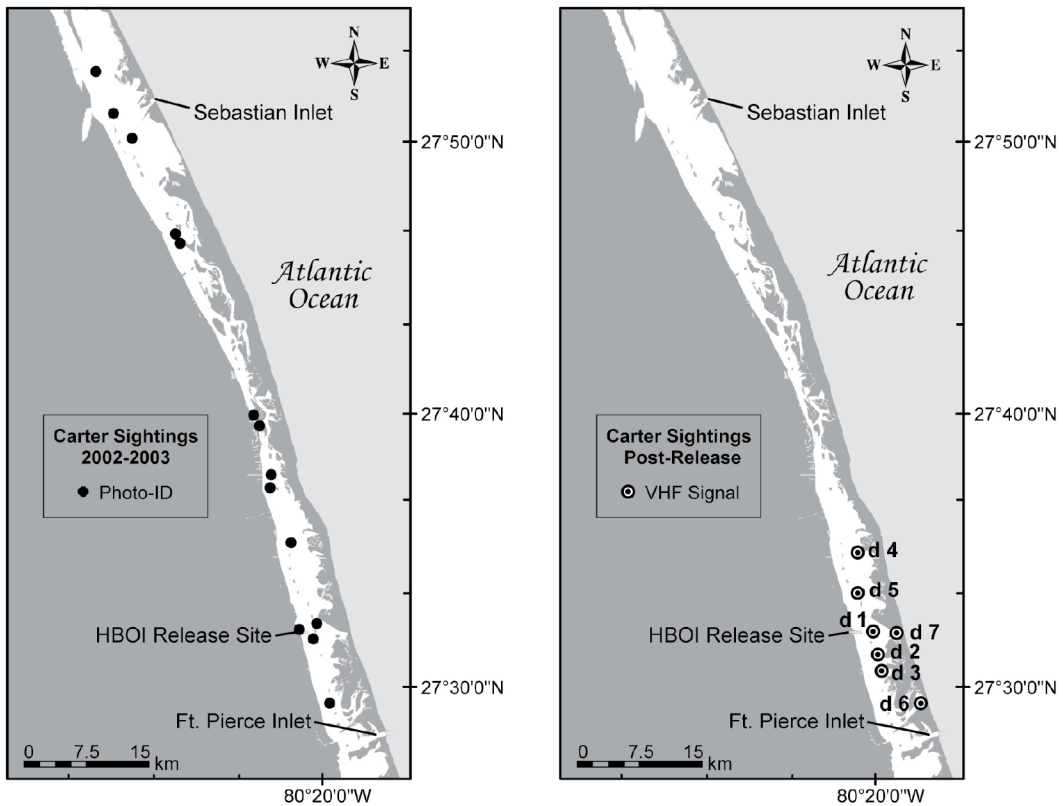 N
W E
S
Sebastian Inlet
27°50'0"N
Atlantic
Ocean
27°40'0"N
Carter Sightings
2002-2003
Photo-ID
HBOI Release Site
27°30'0"N
Ft. Pierce Inlet
0 7.5 15
km
80°20'0"W
N
W E
S
Sebastian Inlet
27°50'0"N
Atlantic
Ocean
27°40'0"N
Carter Sightings
Post-Release
VHF Signal
d 4
d 5
d 1
HBOI Release Site
d 7
d 2
d 3
27°30'0"N
d 6
Ft. Pierce Inlet
0 7.5 15
km
80°20'0"W